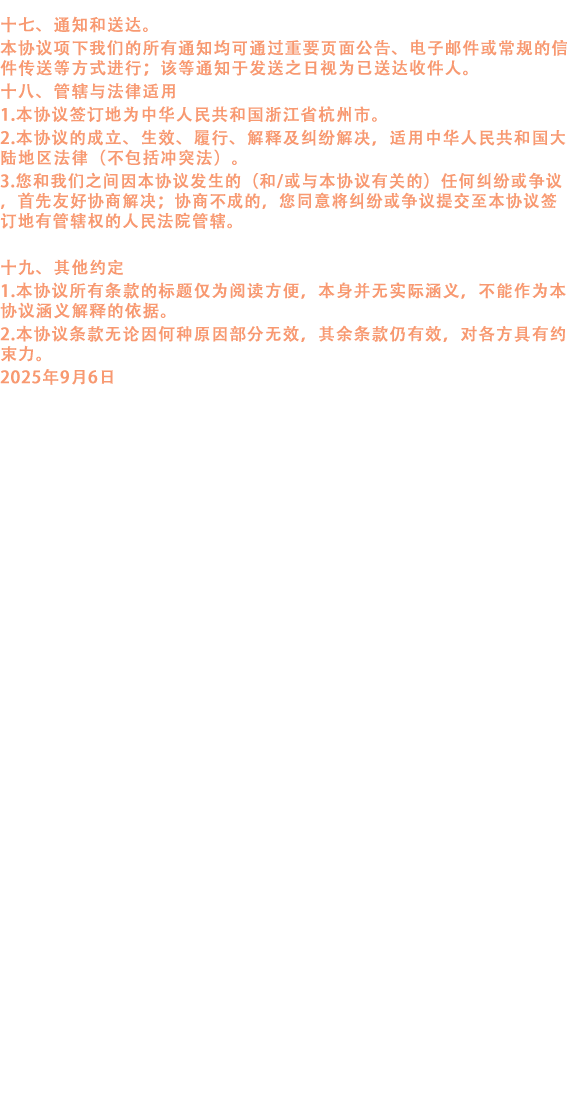 十七、通知和送达。
本协议项下我们的所有通知均可通过重要页面公告、电子邮件或常规的信
件传送等方式进行；该等通知于发送之日视为已送达收件人。
十八、管辖与法律适用
1.本协议签订地为中华人民共和国浙江省杭州市。
2.本协议的成立、生效、履行、解释及纠纷解决，适用中华人民共和国大
陆地区法律（不包括冲突法）。
3.您和我们之间因本协议发生的（和/或与本协议有关的）任何纠纷或争议
，首先友好协商解决；协商不成的，您同意将纠纷或争议提交至本协议签
订地有管辖权的人民法院管辖。
十九、其他约定
1.本协议所有条款的标题仅为阅读方便，本身并无实际涵义，不能作为本
协议涵义解释的依据。
2.本协议条款无论因何种原因部分无效，其余条款仍有效，对各方具有约
束力。
2025年9月6日